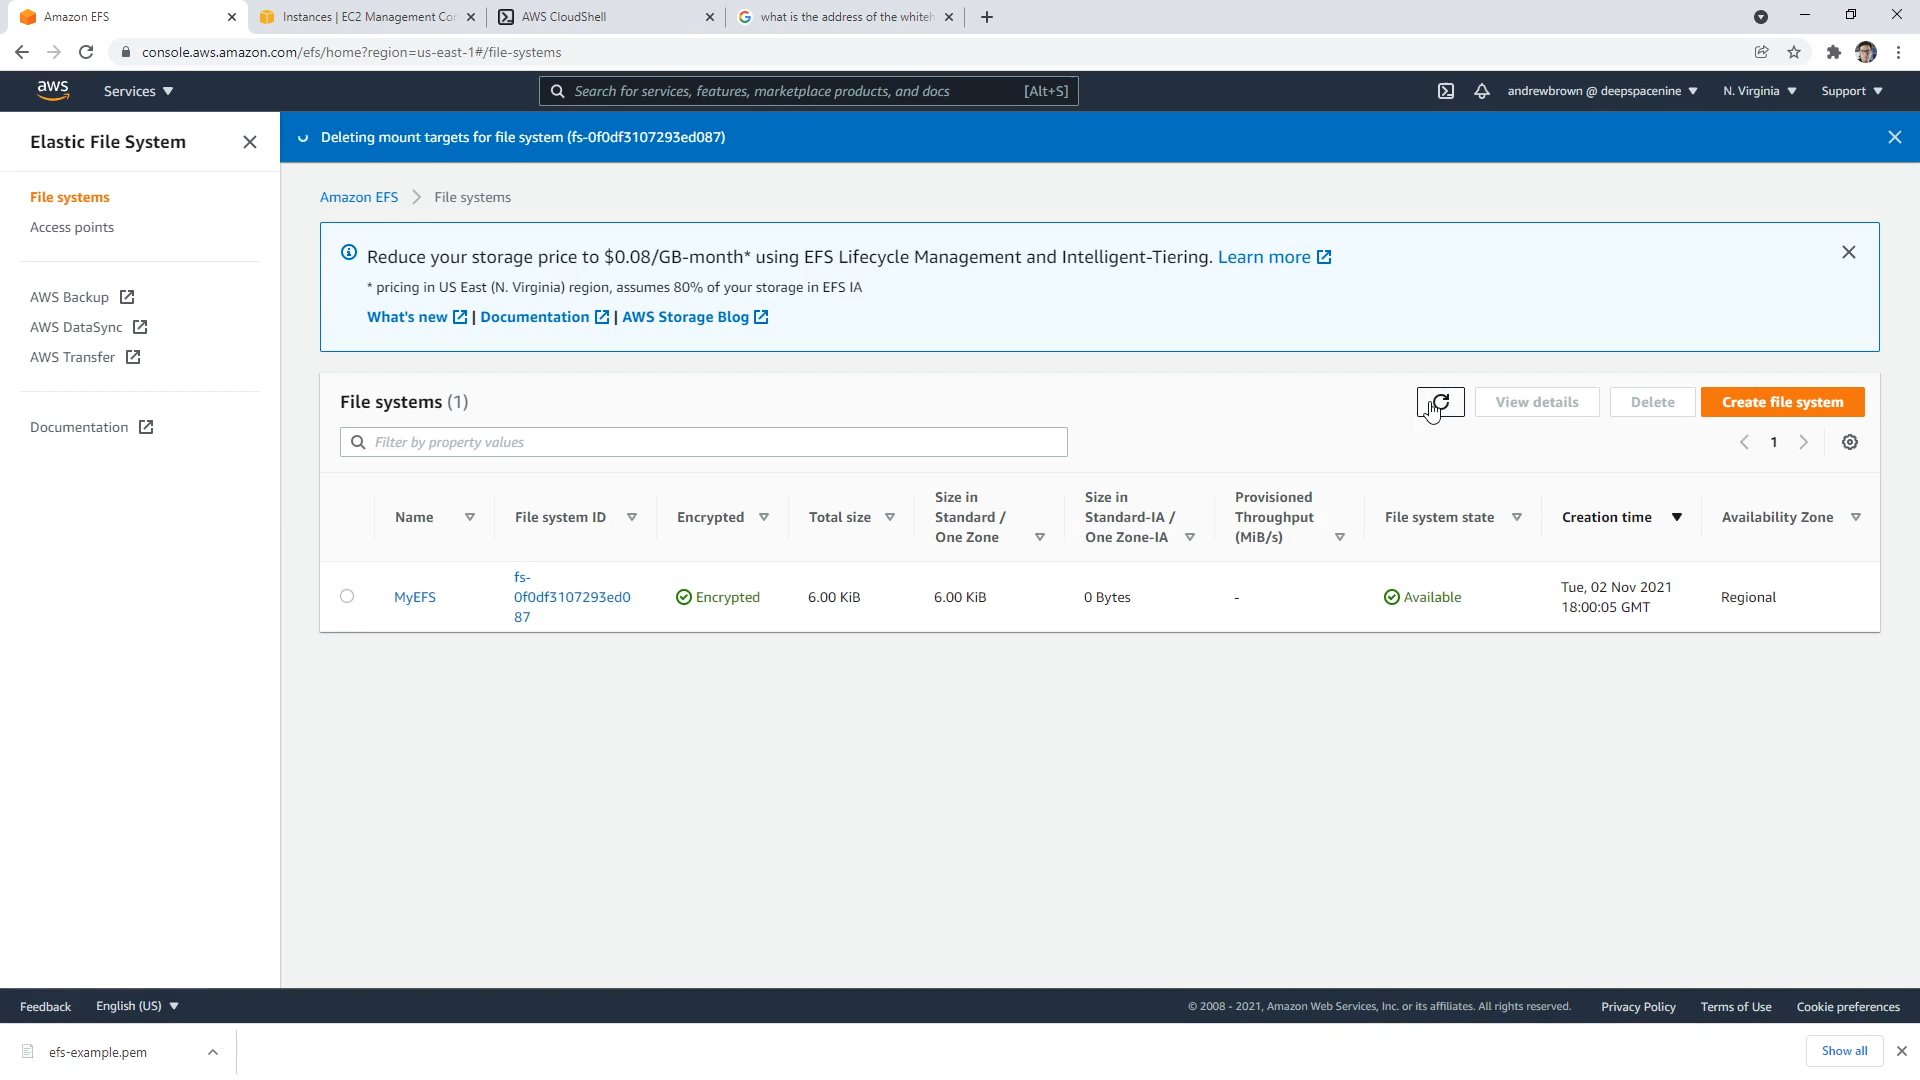 Amazon EFS
Instances | EC2 Management Cor
AWS CloudShell
what is the address of the whiteh
console.aws.amazon.com/efs/home?region=us-east-1#/file-systems
aws
Services
Search for services, features, marketplace products, and docs
[Alt+S]
andrewbrown @ deepspacenine
N. Virginia
Support
Elastic File System
Deleting mount targets for file system (fs-0f0df3107293ed087)
File systems
Access points
AWS Backup
AWS DataSync
AWS Transfer
Documentation
Amazon EFS
File systems
Reduce your storage price to $0.08/GB-month* using EFS Lifecycle Management and Intelligent-Tiering. Learn more
* pricing in US East (N. Virginia) region, assumes 80% of your storage in EFS IA
What's new | Documentation | AWS Storage Blog
File systems (1)
View details
Delete
Create file system
Filter by property values
1
Name
File system ID
Encrypted
Total size
Size in
Standard /
One Zone
Size in
Standard-IA /
One Zone-IA
Provisioned
Throughput
(MiB/s)
File system state
Creation time
Availability Zone
MyEFS
fs-
0f0df3107293ed0
87
Encrypted
6.00 KiB
6.00 KiB
0 Bytes
-
Available
Tue, 02 Nov 2021
18:00:05 GMT
Regional
Feedback
English (US)
© 2008 - 2021, Amazon Web Services, Inc. or its affiliates. All rights reserved.
Privacy Policy
Terms of Use
Cookie preferences
efs-example.pem
Show all